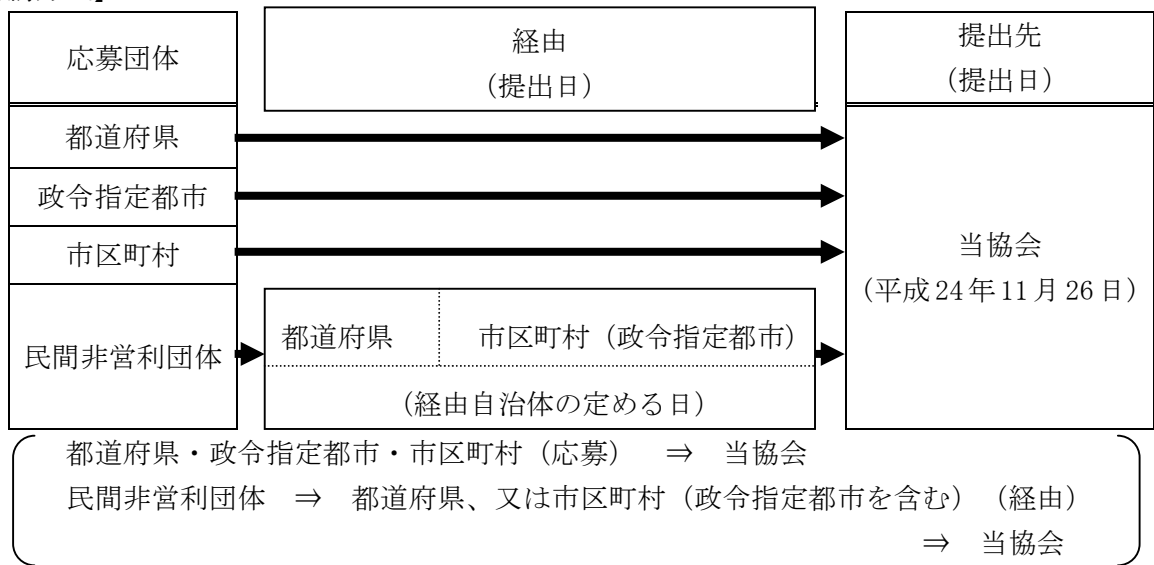 応募団体
経由
（提出日）
提出先
（提出日）
都道府県
政令指定都市
市区町村
民間非営利団体
都道府県
市区町村（政令指定都市）
（経由自治体の定める日）
当協会
（平成24年11月26日）
都道府県・政令指定都市・市区町村（応募） ⇒ 当協会
民間非営利団体 ⇒ 都道府県、又は市区町村（政令指定都市を含む）（経由）
⇒ 当協会